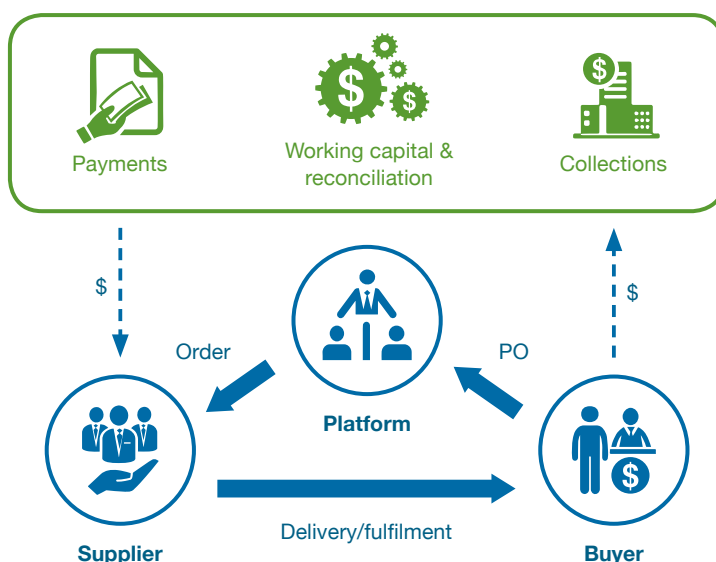 $
$
$
Payments
Working capital &
reconciliation
Collections
$
$
Order
PO
Platform
$
Delivery/fulfilment
Supplier
Buyer